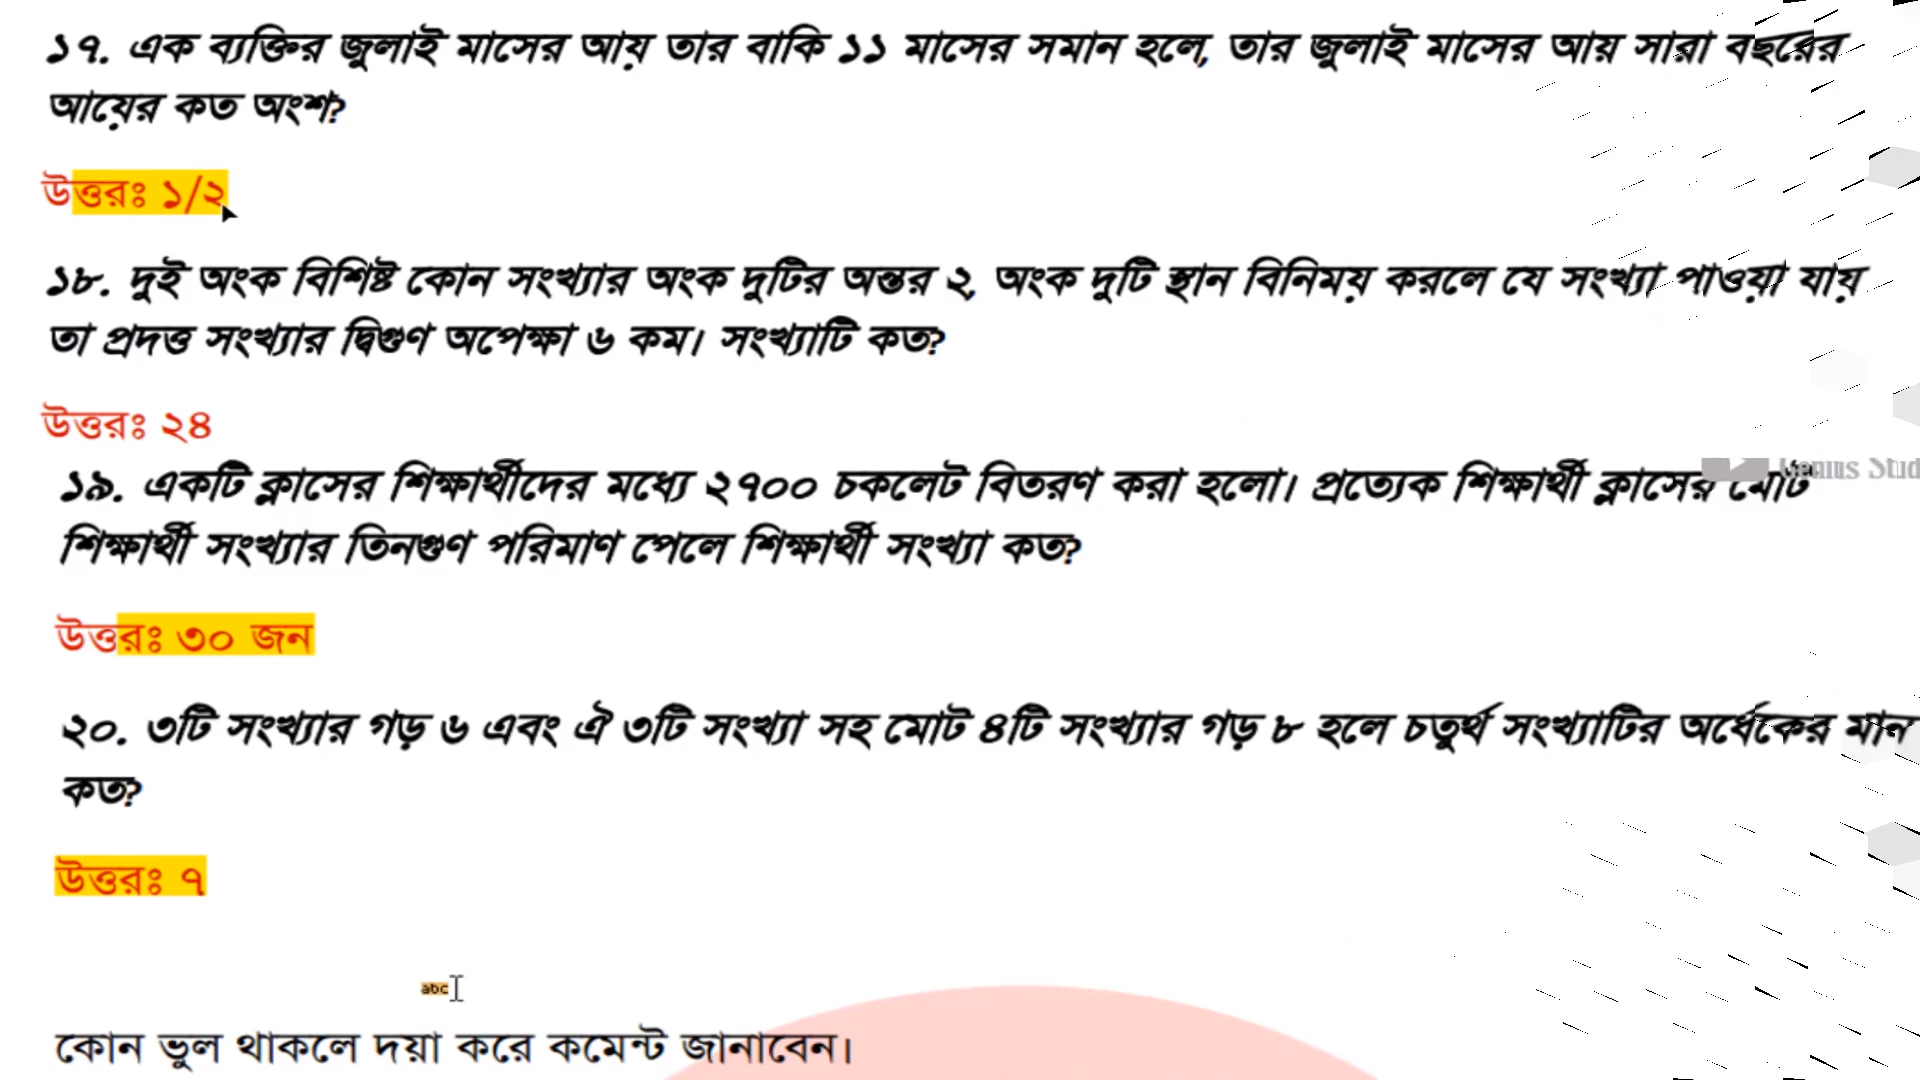 ১৭. এক ব্যক্তির জুলাই মাসের আয় তার বাকি ১১ মাসের সমান হলে, তার জুলাই মাসের আয় সারা বছরের
আয়ের কত অংশ?
উত্তরঃ ১/২
১৮. দুই অংক বিশিষ্ট কোন সংখ্যার অংক দুটির অন্তর ২, অংক দুটি স্থান বিনিময় করলে যে সংখ্যা পাওয়া যায়
তা প্রদত্ত সংখ্যার দ্বিগুণ অপেক্ষা ৬ কম। সংখ্যাটি কত?
উত্তরঃ ২৪
১৯. একটি ক্লাসের শিক্ষার্থীদের মধ্যে ২৭০০ চকলেট বিতরণ করা হলো। প্রত্যেক শিক্ষার্থী ক্লাসের মোট
Genius Stud
শিক্ষার্থী সংখ্যার তিনগুণ পরিমাণ পেলে শিক্ষার্থী সংখ্যা কত?
উত্তরঃ ৩০ জন
২০. ৩টি সংখ্যার গড় ৬ এবং ঐ ৩টি সংখ্যা সহ মোট ৪টি সংখ্যার গড় ৮ হলে চতুর্থ সংখ্যাটির অর্ধেকের মান
কত?
উত্তরঃ ৭
abc
কোন ভুল থাকলে দয়া করে কমেন্ট জানাবেন।